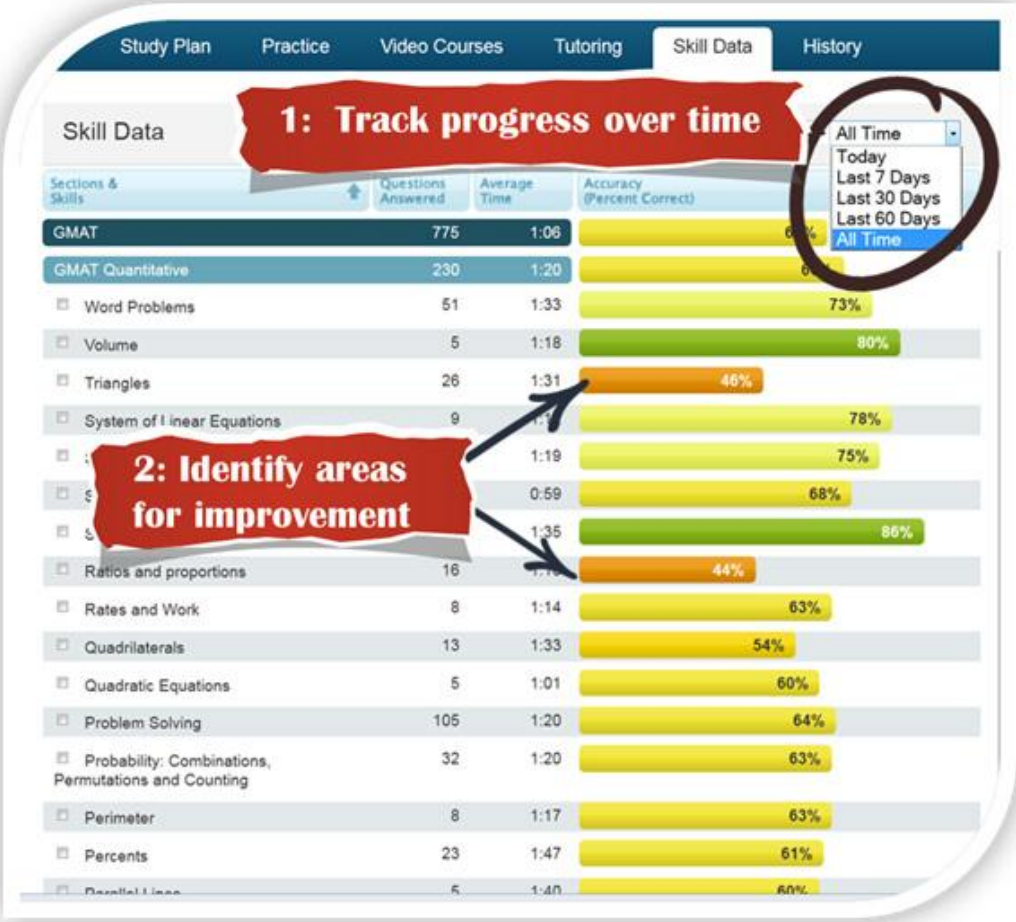 Study Plan Practice Video Courses Tutoring Skill Data History
1: Track progress over time
Skill Data
All Time
Today
Last 7 Days
Last 30 Days
Last 60 Days
All Time
Sections & Skills Questions Answered Average Time Accuracy (Percent Correct)
GMAT 775 1:06
GMAT Quantitative 230 1:20
Word Problems 51 1:33 73%
Volume 5 1:18 80%
Triangles 26 1:31 46%
System of Linear Equations 9 78%
1:19 75%
2: Identify areas
for improvement
0:59 68%
1:35 86%
Ratios and proportions 16 44%
Rates and Work 8 1:14 63%
Quadrilaterals 13 1:33 54%
Quadratic Equations 5 1:01 60%
Problem Solving 105 1:20 64%
Probability: Combinations, 32 1:20 63%
Permutations and Counting
Perimeter 8 1:17 63%
Percents 23 1:47 61%
Parallel Lines 5 1:40 60%